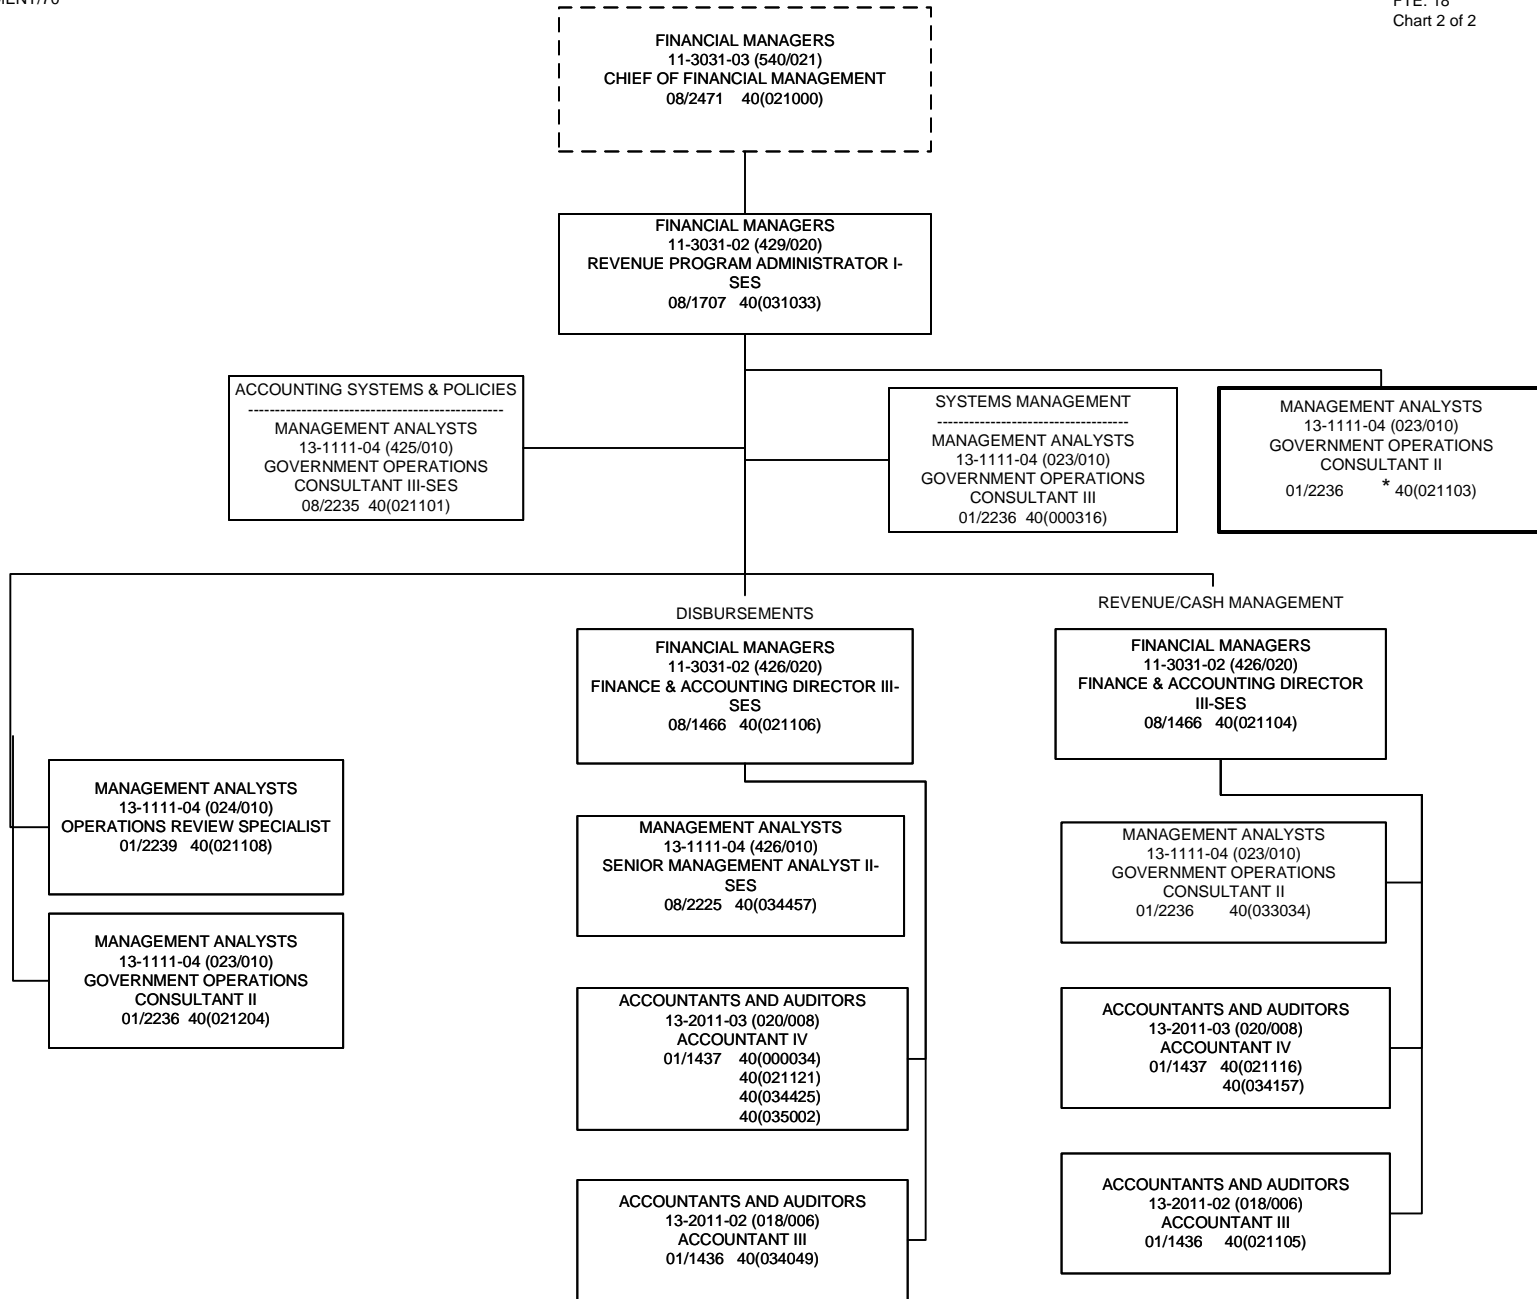 Chart 2 of 2
FINANCIAL MANAGERS
11-3031-03 (540/021)
CHIEF OF FINANCIAL MANAGEMENT
08/2471 40(021000)
FINANCIAL MANAGERS
11-3031-02 (429/020)
REVENUE PROGRAM ADMINISTRATOR I-
SES
08/1707 40(031033)
ACCOUNTING SYSTEMS & POLICIES
------------------------------------------------
MANAGEMENT ANALYSTS
13-1111-04 (425/010)
GOVERNMENT OPERATIONS
CONSULTANT III-SES
08/2235 40(021101)
SYSTEMS MANAGEMENT
------------------------------------
MANAGEMENT ANALYSTS
13-1111-04 (023/010)
GOVERNMENT OPERATIONS
CONSULTANT III
01/2236 40(000316)
MANAGEMENT ANALYSTS
13-1111-04 (023/010)
GOVERNMENT OPERATIONS
CONSULTANT II
01/2236 * 40(021103)
MANAGEMENT ANALYSTS
13-1111-04 (024/010)
OPERATIONS REVIEW SPECIALIST
01/2239 40(021108)
MANAGEMENT ANALYSTS
13-1111-04 (023/010)
GOVERNMENT OPERATIONS
CONSULTANT II
01/2236 40(021204)
DISBURSEMENTS
FINANCIAL MANAGERS
11-3031-02 (426/020)
FINANCE & ACCOUNTING DIRECTOR III-
SES
08/1466 40(021106)
MANAGEMENT ANALYSTS
13-1111-04 (426/010)
SENIOR MANAGEMENT ANALYST II-
SES
08/2225 40(034457)
ACCOUNTANTS AND AUDITORS
13-2011-03 (020/008)
ACCOUNTANT IV
01/1437 40(000034)
40(021121)
40(034425)
40(035002)
ACCOUNTANTS AND AUDITORS
13-2011-02 (018/006)
ACCOUNTANT III
01/1436 40(034049)
REVENUE/CASH MANAGEMENT
FINANCIAL MANAGERS
11-3031-02 (426/020)
FINANCE & ACCOUNTING DIRECTOR
III-SES
08/1466 40(021104)
MANAGEMENT ANALYSTS
13-1111-04 (023/010)
GOVERNMENT OPERATIONS
CONSULTANT II
01/2236 40(033034)
ACCOUNTANTS AND AUDITORS
13-2011-03 (020/008)
ACCOUNTANT IV
01/1437 40(021116)
40(034157)
ACCOUNTANTS AND AUDITORS
13-2011-02 (018/006)
ACCOUNTANT III
01/1436 40(021105)